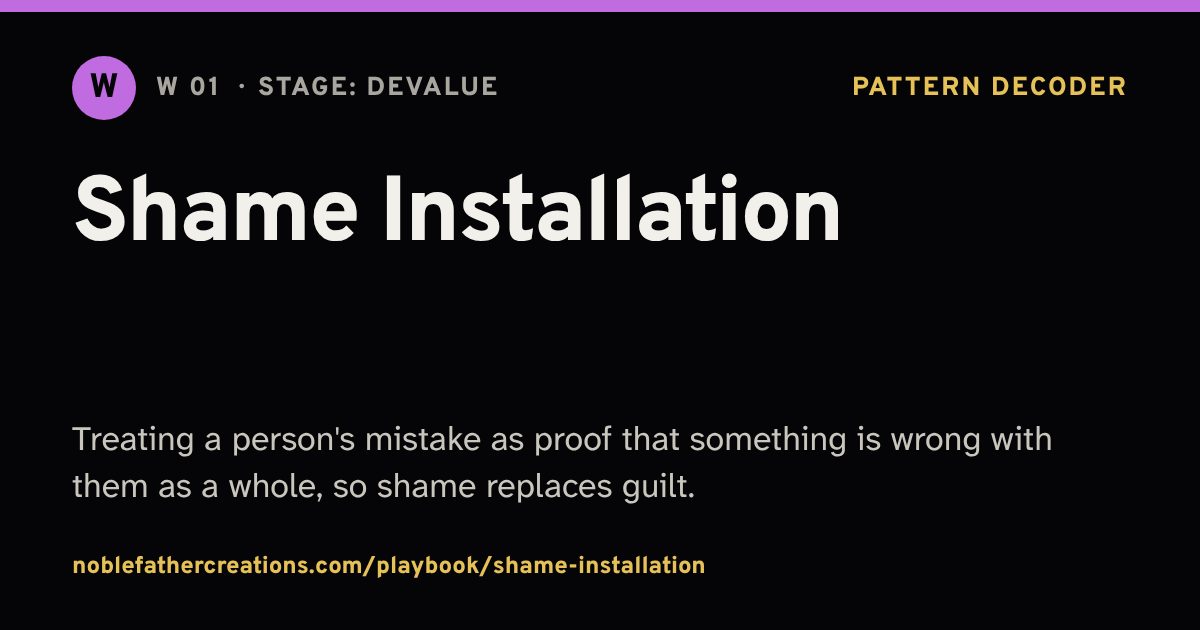 W W 01 · STAGE: DEVALUE PATTERN DECODER
Shame Installation
Treating a person's mistake as proof that something is wrong with
them as a whole, so shame replaces guilt.
noblefathercreations.com/playbook/shame-installation